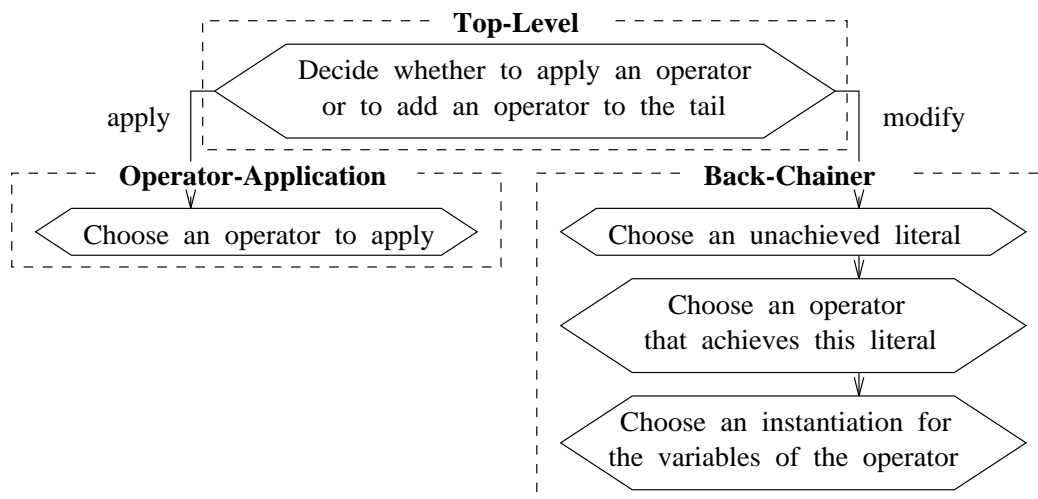 Top-Level
Decide whether to apply an operator
or to add an operator to the tail
apply
modify
Operator-Application
Choose an operator to apply
Back-Chainer
Choose an unachieved literal
Choose an operator
that achieves this literal
Choose an instantiation for
the variables of the operator